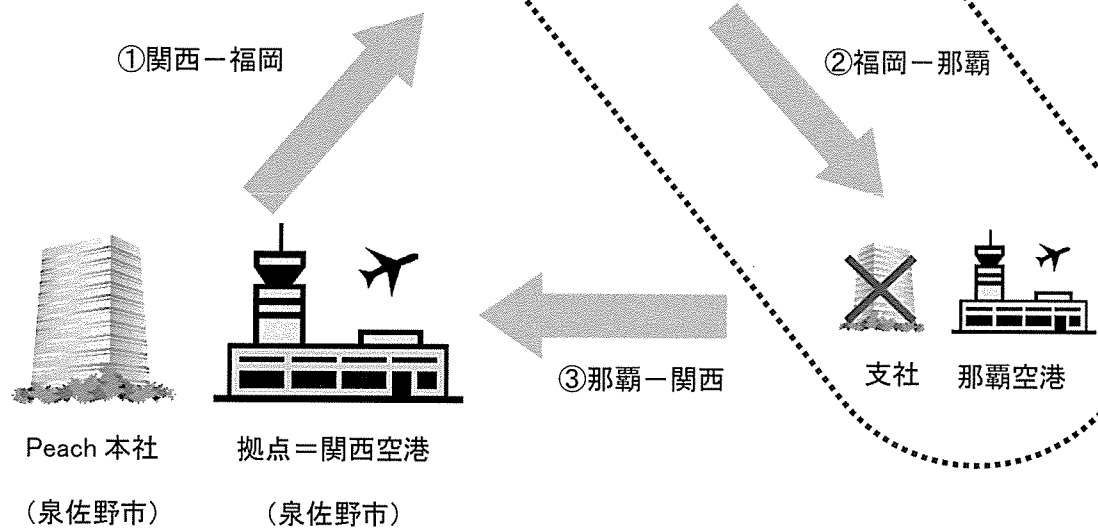 ①関西－福岡
②福岡－那覇
③那覇－関西
支社
那覇空港
Peach 本社
拠点＝関西空港
（泉佐野市）
（泉佐野市）